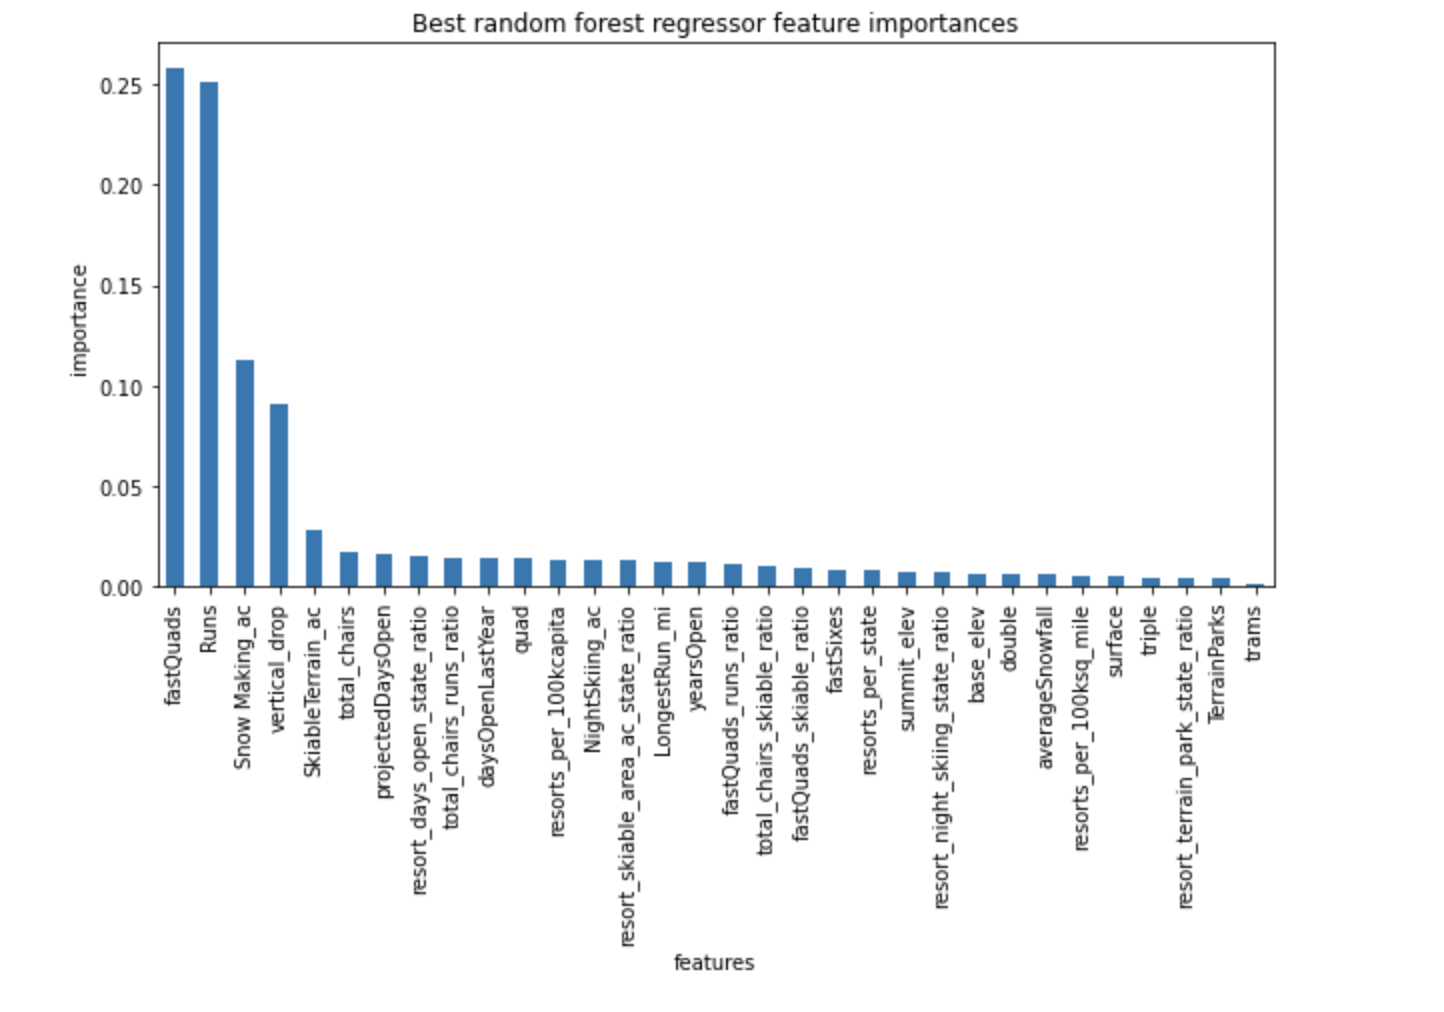 Best random forest regressor feature importances
0.25
0.20
0.15
0.10
0.05
0.00
importance
fastQuads
Runs
Snow Making_ac
vertical_drop
SkiableTerrain_ac
total_chairs
projectedDaysOpen
resort_days_open_state_ratio
total_chairs_runs_ratio
daysOpenLastYear
quad
resorts_per_100kcapita
NightSkiing_ac
resort_skiable_area_ac_state_ratio
LongestRun_mi
yearsOpen
fastQuads_runs_ratio
total_chairs_skiable_ratio
fastQuads_skiable_ratio
fastSixes
resorts_per_state
summit_elev
resort_night_skiing_state_ratio
base_elev
double
averageSnowfall
resorts_per_100ksq_mile
surface
triple
resort_terrain_park_state_ratio
TerrainParks
trams
features